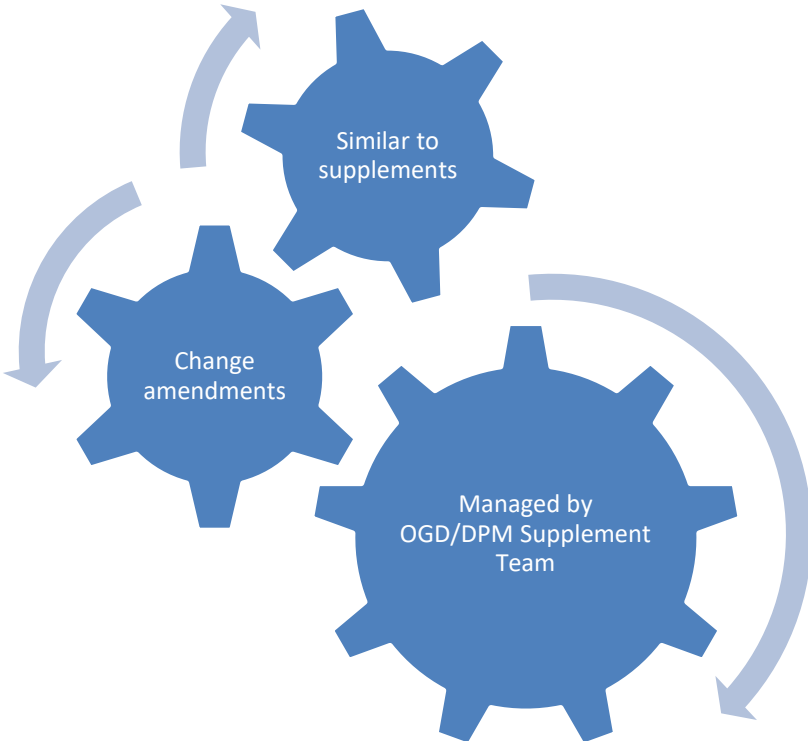 Similar to
supplements
Change
amendments
Managed by
OGD/DPM Supplement
Team